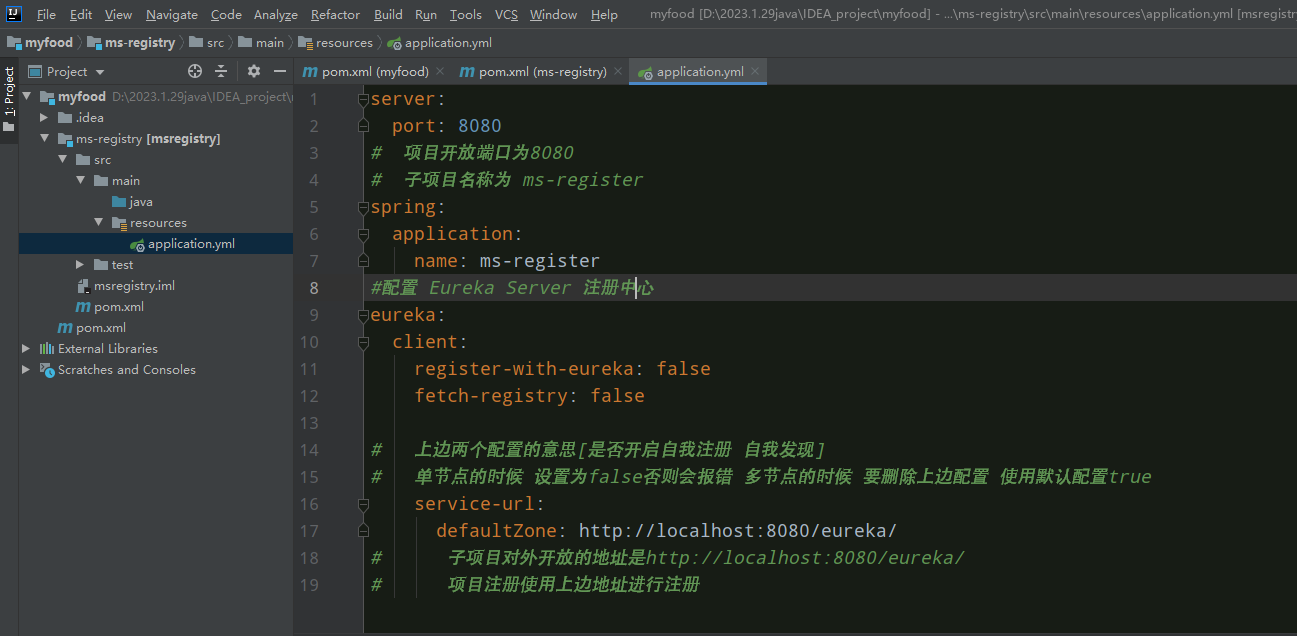 File Edit View Navigate Code Analyze Refactor Build Run Tools VCS Window Help myfood [D:\2023.1.29java\IDEA_project\myfood] - ...\ms-registry\src\main\resources\application.yml [msregistry
myfood ms-registry src main resources application.yml
1: Project
Project
pom.xml (myfood) pom.xml (ms-registry) application.yml
myfood D:\2023.1.29java\IDEA_project\
.idea
ms-registry [msregistry]
src
main
java
resources
application.yml
test
msregistry.iml
pom.xml
pom.xml
External Libraries
Scratches and Consoles
1 server:
2 port: 8080
3 # 项目开放端口为8080
4 # 子项目名称为 ms-register
5 spring:
6 application:
7 name: ms-register
8 #配置 Eureka Server 注册中心
9 eureka:
10 client:
11 register-with-eureka: false
12 fetch-registry: false
13
14 # 上边两个配置的意思[是否开启自我注册 自我发现]
15 # 单节点的时候 设置为false否则会报错 多节点的时候 要删除上边配置 使用默认配置true
16 service-url:
17 defaultZone: http://localhost:8080/eureka/
18 # 子项目对外开放的地址是http://localhost:8080/eureka/
19 # 项目注册使用上边地址进行注册